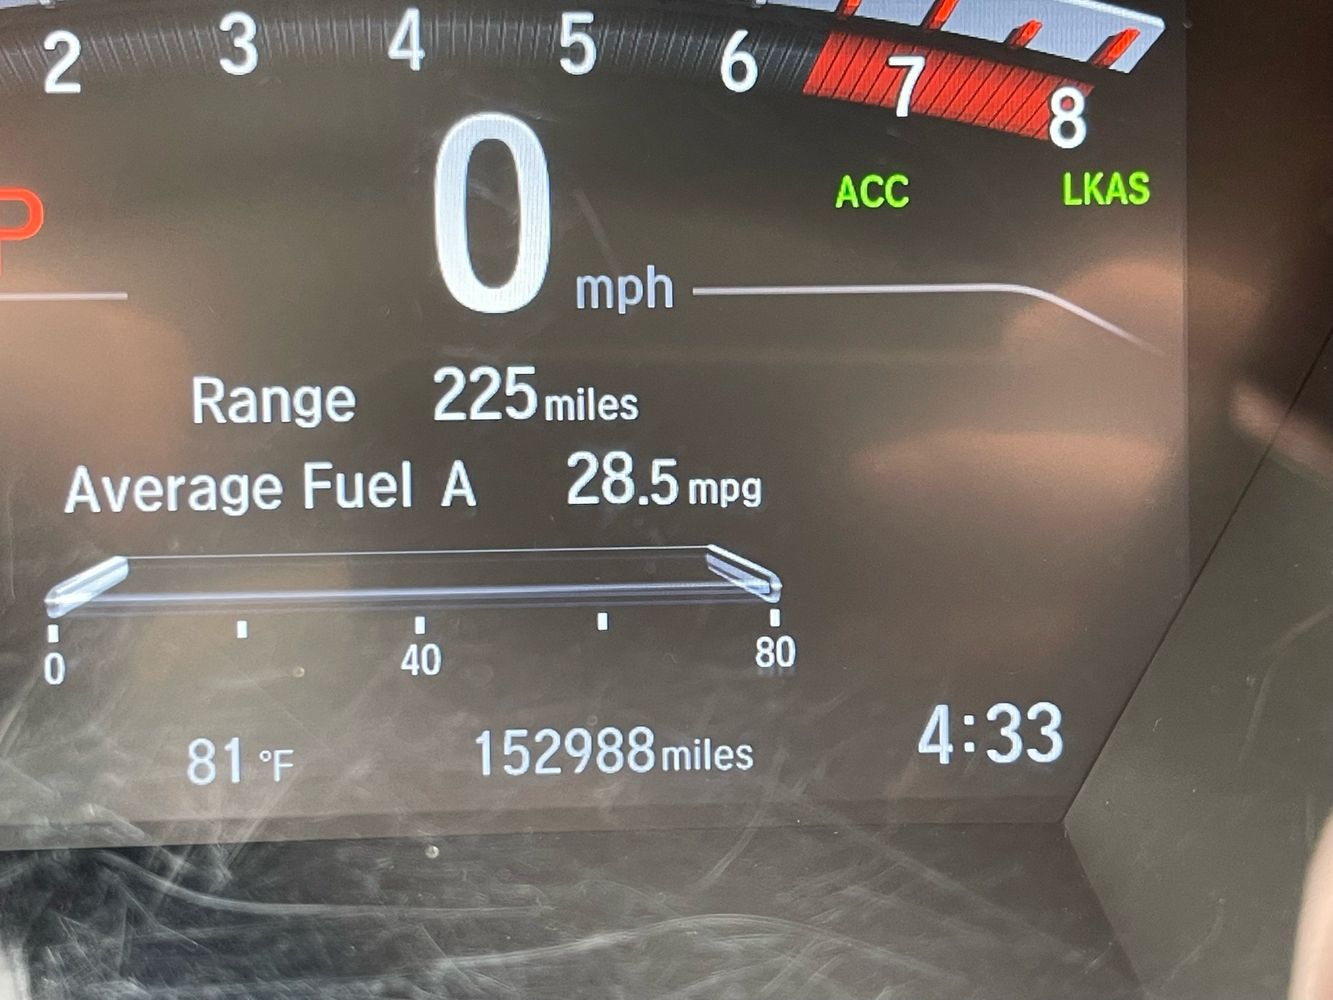 2 3 4 5 6 7 8
P
0 mph
ACC LKAS
Range 225 miles
Average Fuel A 28.5 mpg
0 40 80
81 °F 152988 miles 4:33